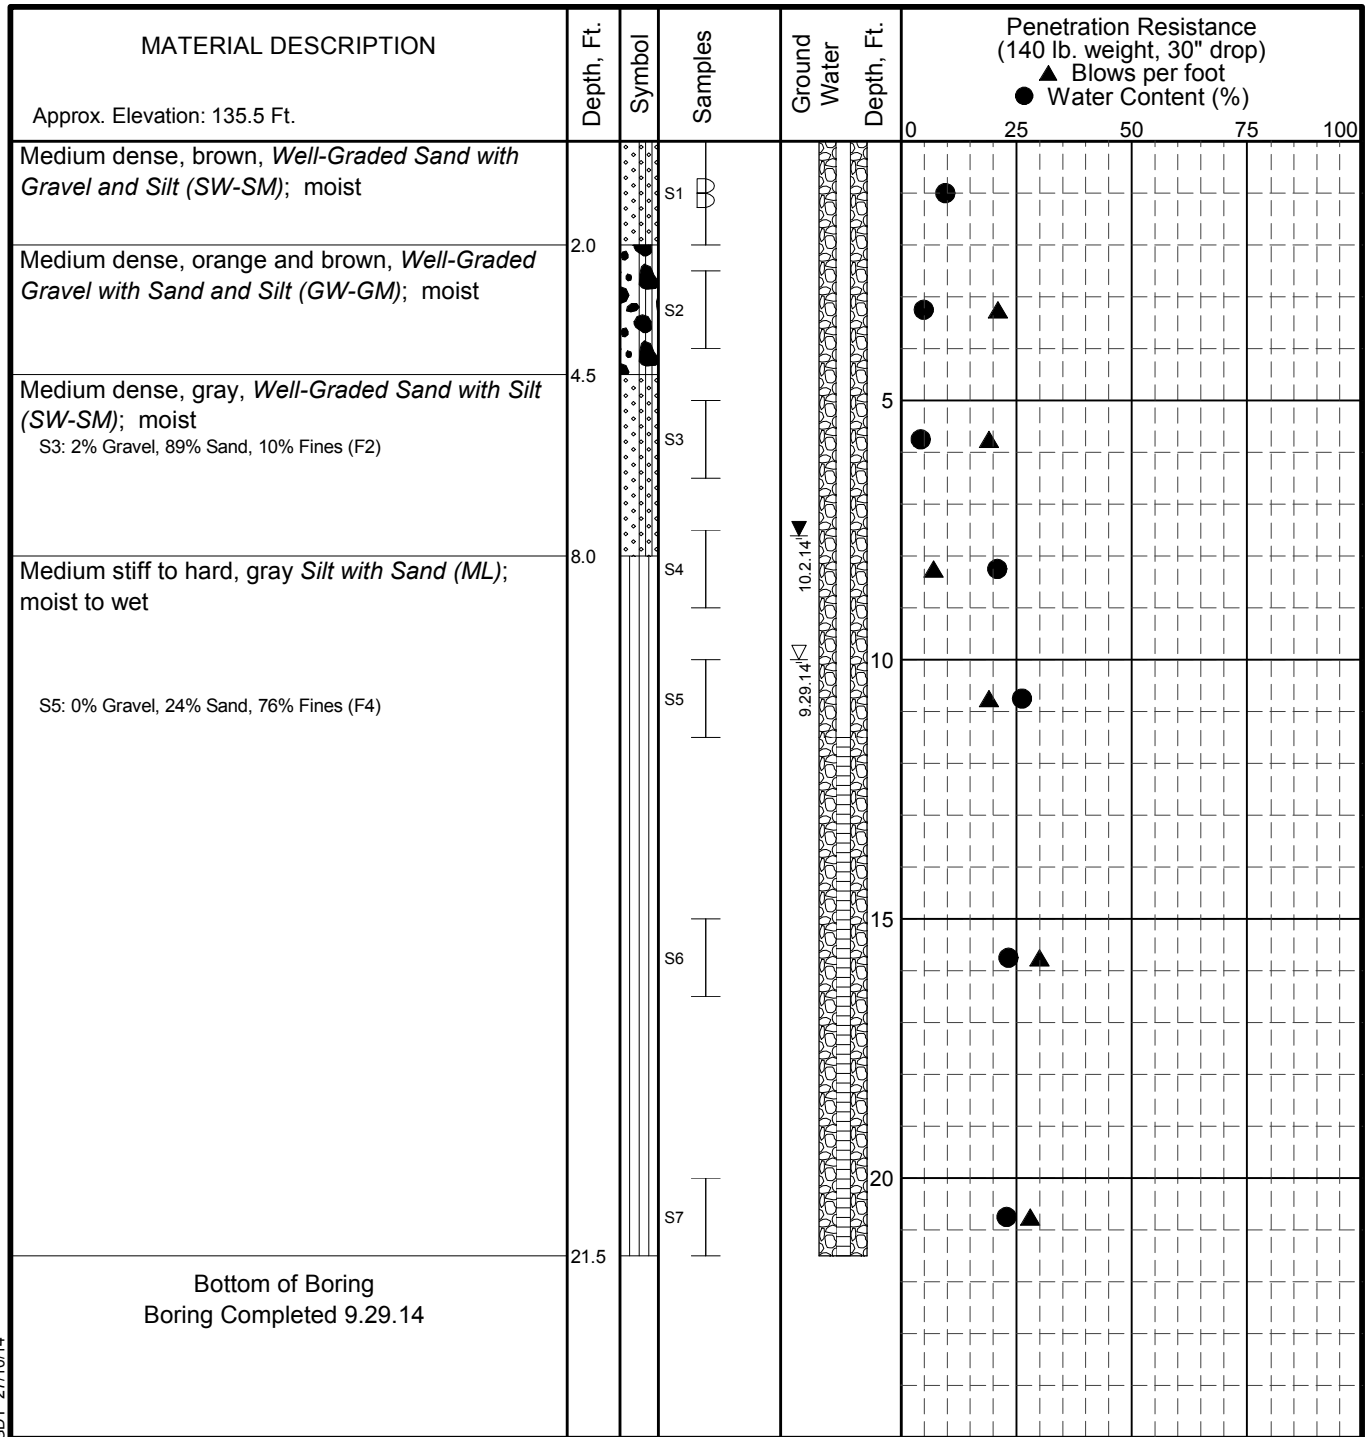 MATERIAL DESCRIPTION
Approx. Elevation: 135.5 Ft.
Depth, Ft.
Symbol
Samples
Ground
Water
Depth, Ft.
Penetration Resistance
(140 lb. weight, 30" drop)
▲ Blows per foot
● Water Content (%)
0 25 50 75 100
Medium dense, brown, Well-Graded Sand with
Gravel and Silt (SW-SM); moist
S1
2.0
Medium dense, orange and brown, Well-Graded
Gravel with Sand and Silt (GW-GM); moist
S2
4.5
Medium dense, gray, Well-Graded Sand with Silt
(SW-SM); moist
S3: 2% Gravel, 89% Sand, 10% Fines (F2)
S3
5
8.0
Medium stiff to hard, gray Silt with Sand (ML);
moist to wet
S4
10.2.14
10
S5: 0% Gravel, 24% Sand, 76% Fines (F4)
S5
9.29.14
15
S6
20
S7
21.5
Bottom of Boring
Boring Completed 9.29.14